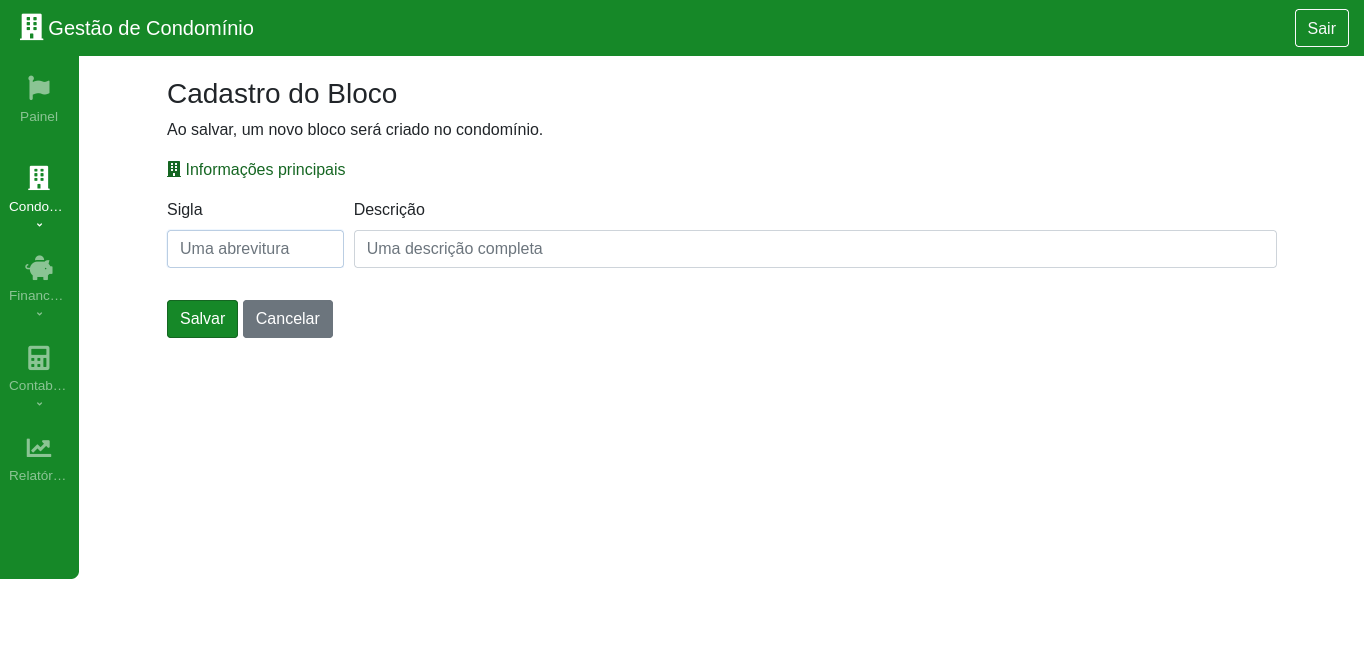 Gestão de Condomínio
Sair
Painel
Condo…
Financ…
Contab…
Relatór…
Cadastro do Bloco
Ao salvar, um novo bloco será criado no condomínio.
Informações principais
Sigla Descrição
Uma abrevitura Uma descrição completa
Salvar Cancelar